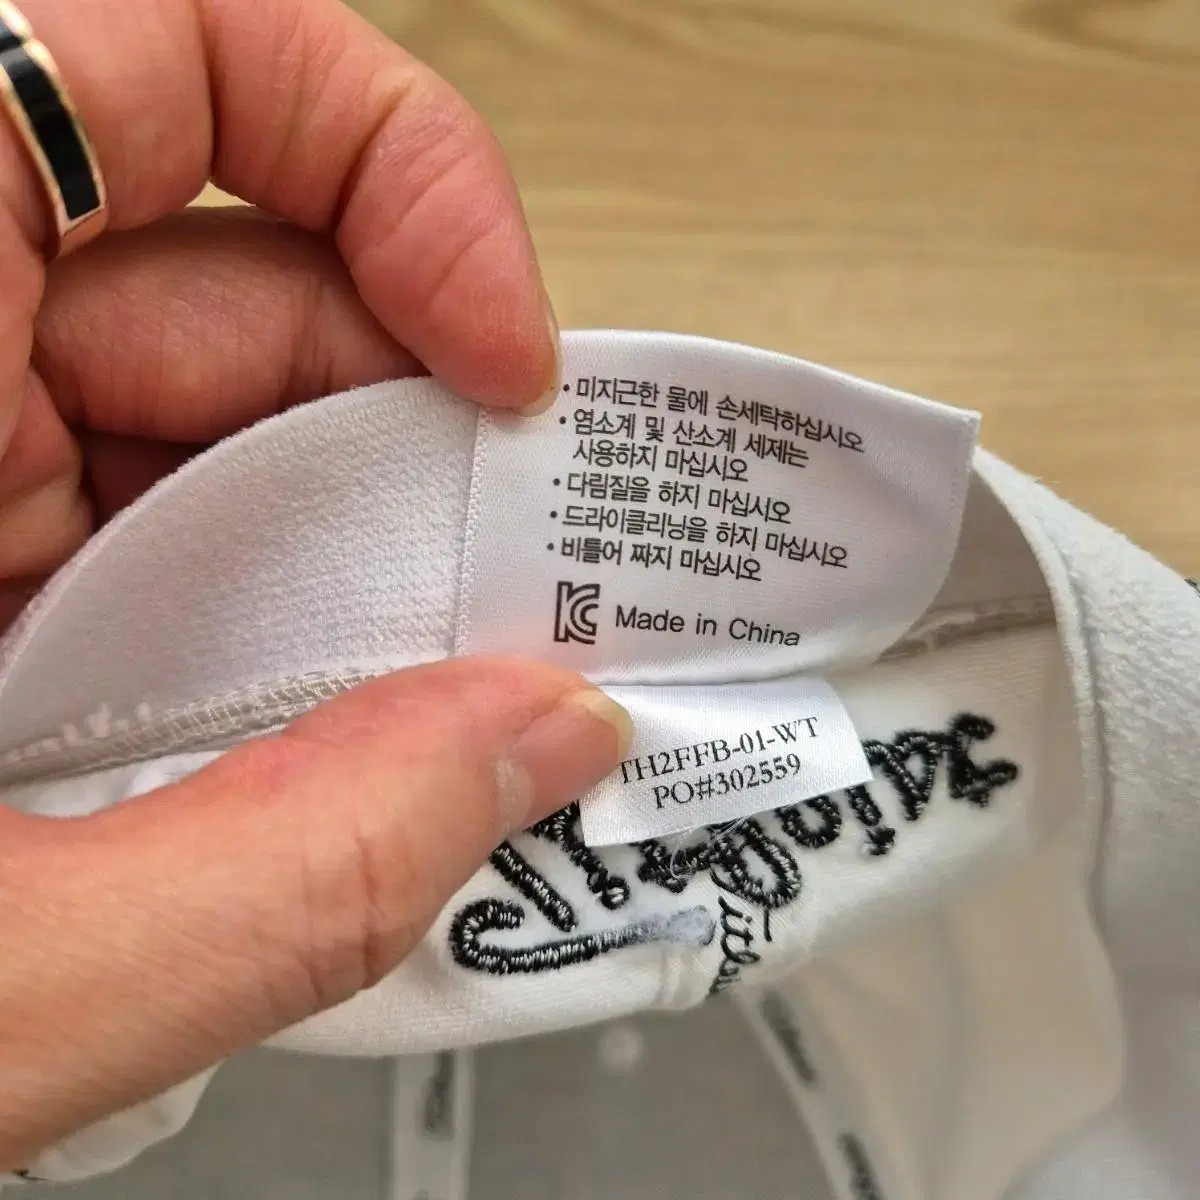 • 미지근한 물에 손세탁하십시오
• 염소계 및 산소계 세제는
사용하지 마십시오
• 다림질을 하지 마십시오
• 드라이클리닝을 하지 마십시오
• 비틀어 짜지 마십시오
KC Made in China
TH2FFB-01-WT
PO#302559